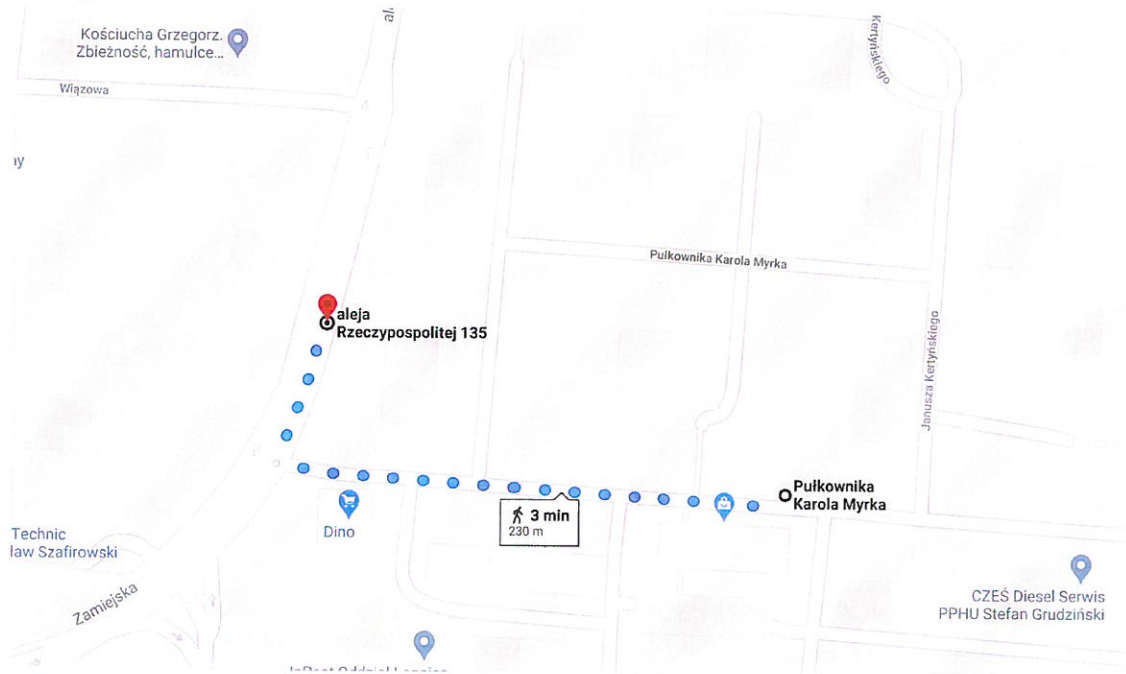 Kościucha Grzegorz.
Zbieżność, hamulce...
Wiązowa
Kertyńskiego
Pułkownika Karola Myrka
aleja
Rzeczypospolitej 135
Janusza Kertyńskiego
Pułkownika
Karola Myrka
3 min
230 m
Dino
Technic
law Szafirowski
Zamiejska
CZEŚ Diesel Serwis
PPHU Stefan Grudziński